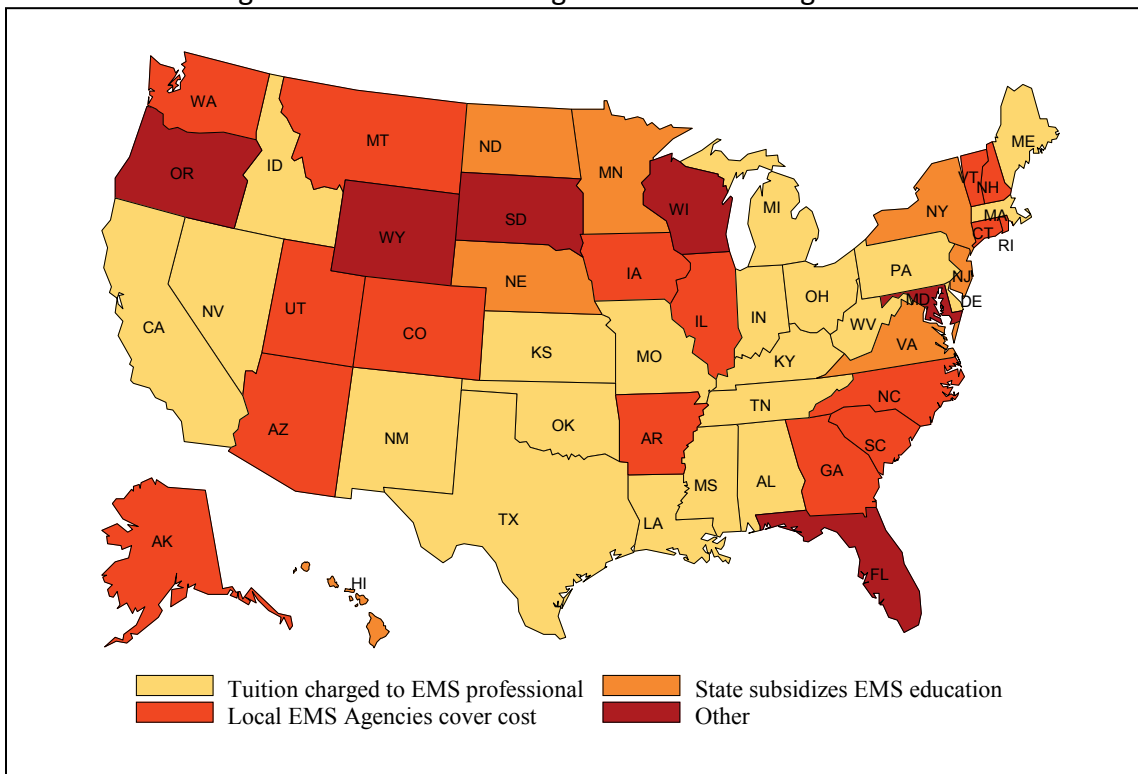 WA
MT
ND
MN
ME
OR
ID
WY
SD
WI
MI
VT
NH
NY
MA
CT
RI
NV
UT
CO
NE
IA
IL
IN
OH
PA
NJ
MD
DE
CA
KS
MO
KY
WV
VA
AZ
NM
OK
AR
TN
NC
SC
TX
LA
MS
AL
GA
FL
AK
HI
Tuition charged to EMS professional
State subsidizes EMS education
Local EMS Agencies cover cost
Other